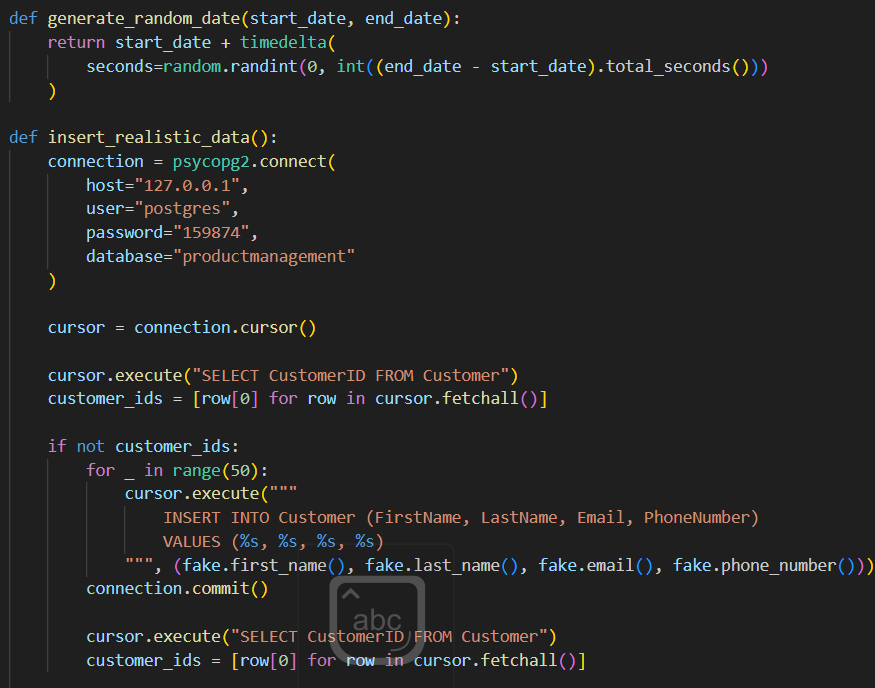 def generate_random_date(start_date, end_date):
    return start_date + timedelta(
        seconds=random.randint(0, int((end_date - start_date).total_seconds()))
    )
def insert_realistic_data():
    connection = psycopg2.connect(
        host="127.0.0.1",
        user="postgres",
        password="159874",
        database="productmanagement"
    )
    cursor = connection.cursor()
    cursor.execute("SELECT CustomerID FROM Customer")
    customer_ids = [row[0] for row in cursor.fetchall()]
    if not customer_ids:
        for _ in range(50):
            cursor.execute("""
                INSERT INTO Customer (FirstName, LastName, Email, PhoneNumber)
                VALUES (%s, %s, %s, %s)
            """, (fake.first_name(), fake.last_name(), fake.email(), fake.phone_number()))
        connection.commit()
abc
        cursor.execute("SELECT CustomerID FROM Customer")
        customer_ids = [row[0] for row in cursor.fetchall()]